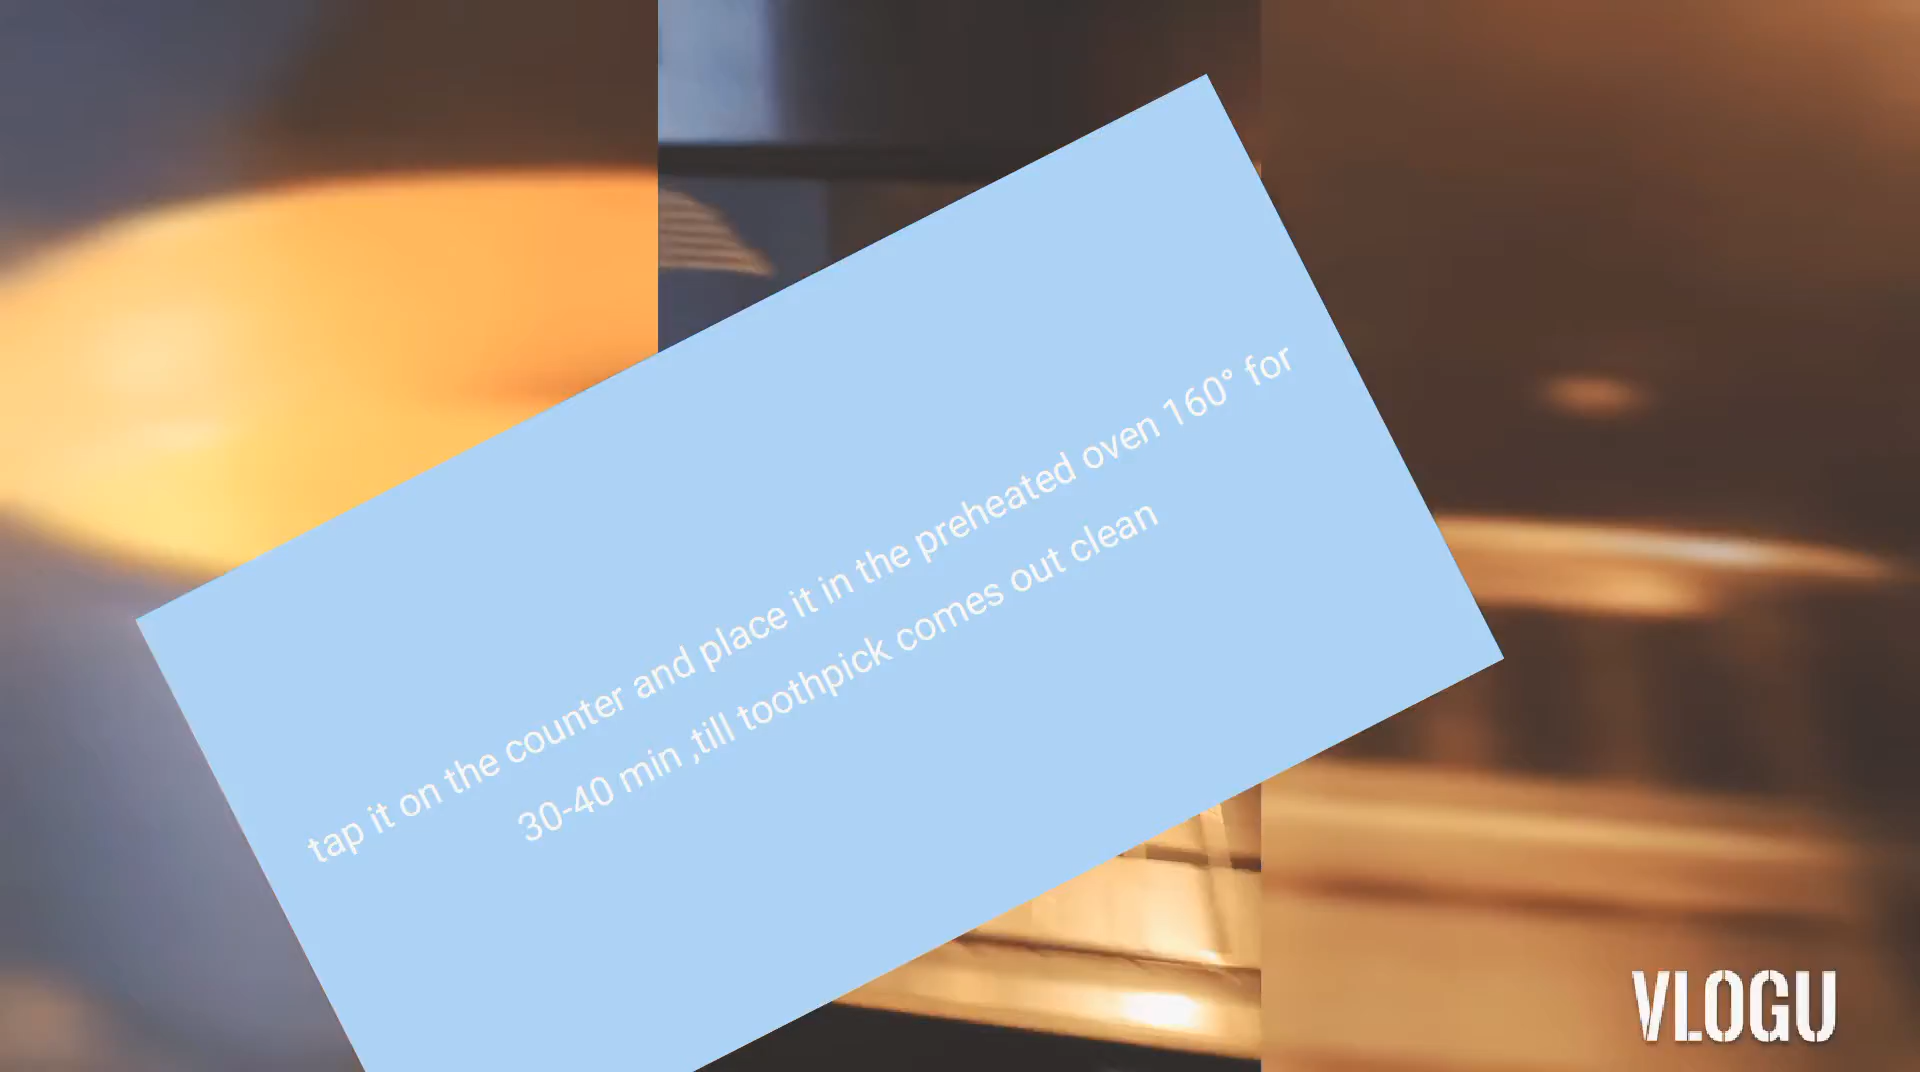 tap it on the counter and place it in the preheated oven 160° for
30-40 min ,till toothpick comes out clean
VLOGU